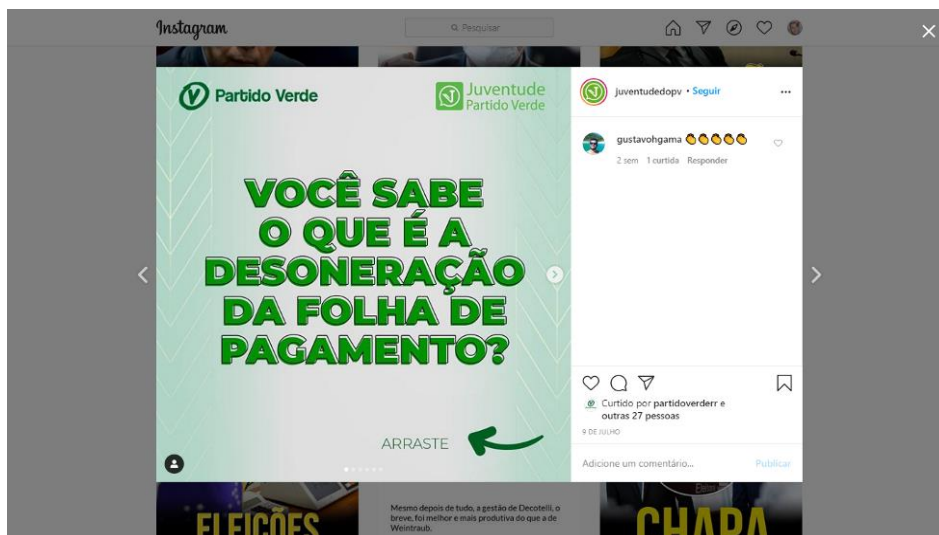 Instagram
Pesquisar
Partido Verde
Juventude
Partido Verde
VOCÊ SABE
O QUE É A
DESONERAÇÃO
DA FOLHA DE
PAGAMENTO?
ARRASTE
juventudedopv • Seguir
gustavohgama 👏👏👏👏👏
2 sem 1 curtida Responder
Curtido por partidoverderr e
outras 27 pessoas
9 DE JULHO
Adicione um comentário... Publicar
ELEIÇÕES
Mesmo depois de tudo, a gestão de Decotelli, o
breve, foi melhor e mais produtiva do que a de
Weintraub.
CHAPA